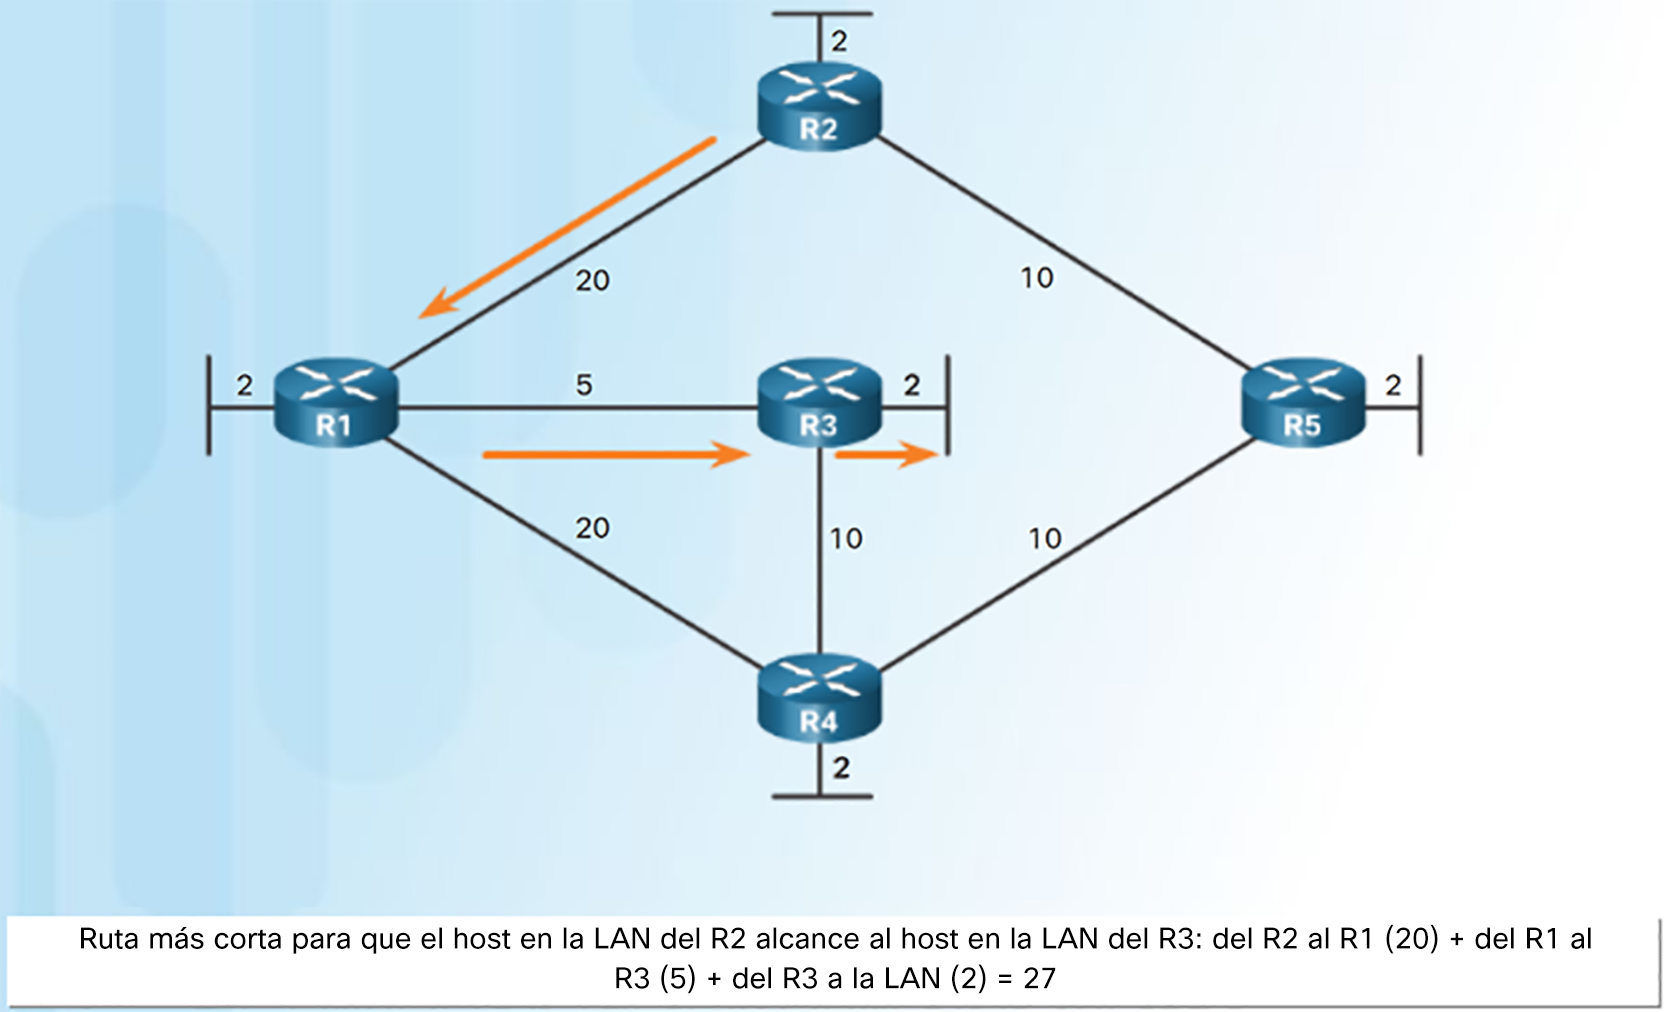 2
R2
20
10
2
R1
5
R3
2
R5
2
20
10
10
R4
2
Ruta más corta para que el host en la LAN del R2 alcance al host en la LAN del R3: del R2 al R1 (20) + del R1 al
R3 (5) + del R3 a la LAN (2) = 27